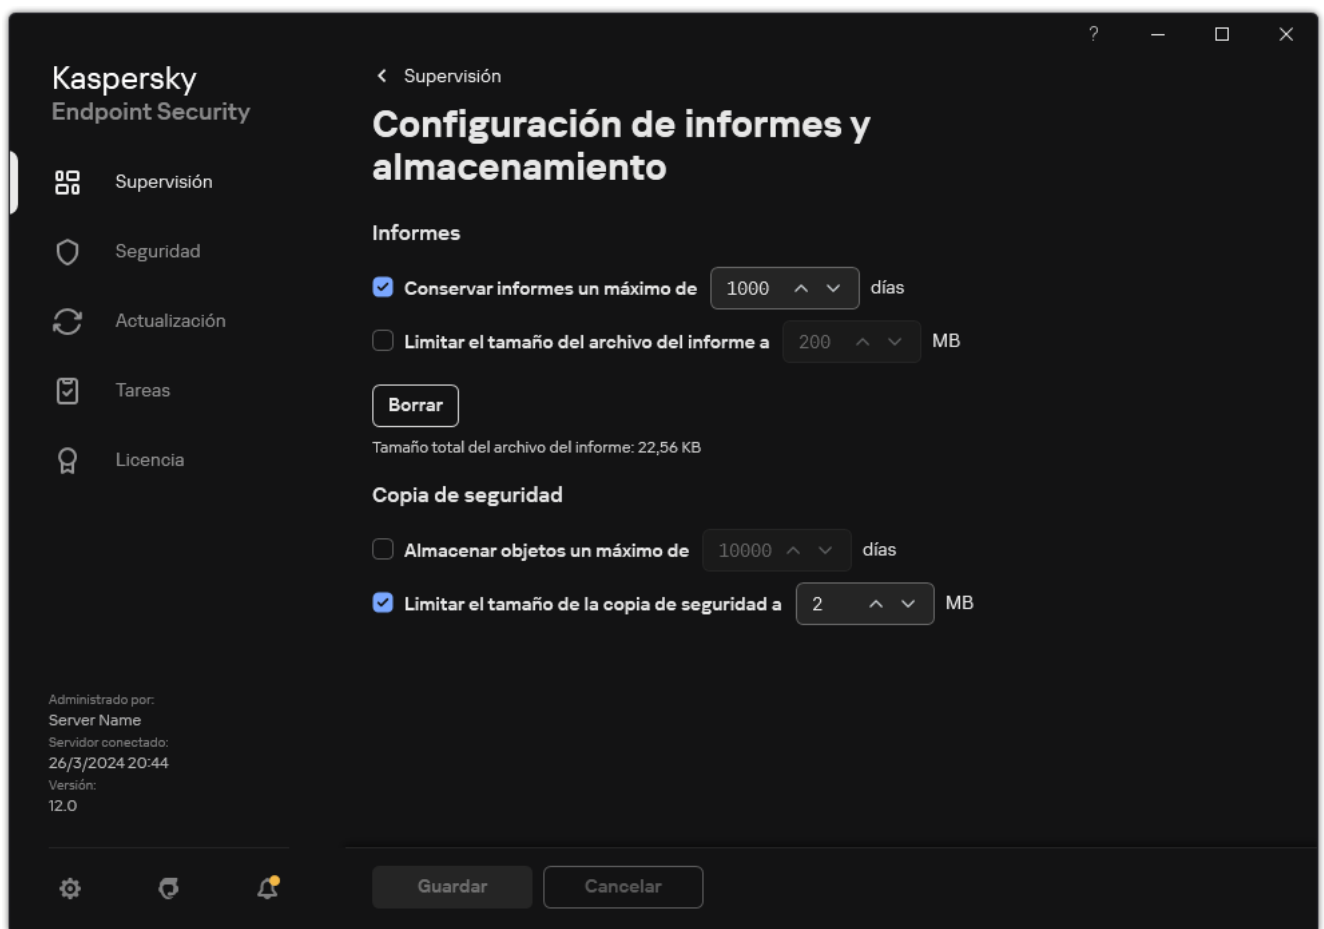 ?
Kaspersky
Endpoint Security
Supervisión
Seguridad
Actualización
Tareas
Licencia
Administrado por:
Server Name
Servidor conectado:
26/3/2024 20:44
Versión:
12.0
Supervisión
Configuración de informes y
almacenamiento
Informes
Conservar informes un máximo de 1000 días
Limitar el tamaño del archivo del informe a 200 MB
Borrar
Tamaño total del archivo del informe: 22,56 KB
Copia de seguridad
Almacenar objetos un máximo de 10000 días
Limitar el tamaño de la copia de seguridad a 2 MB
Guardar Cancelar